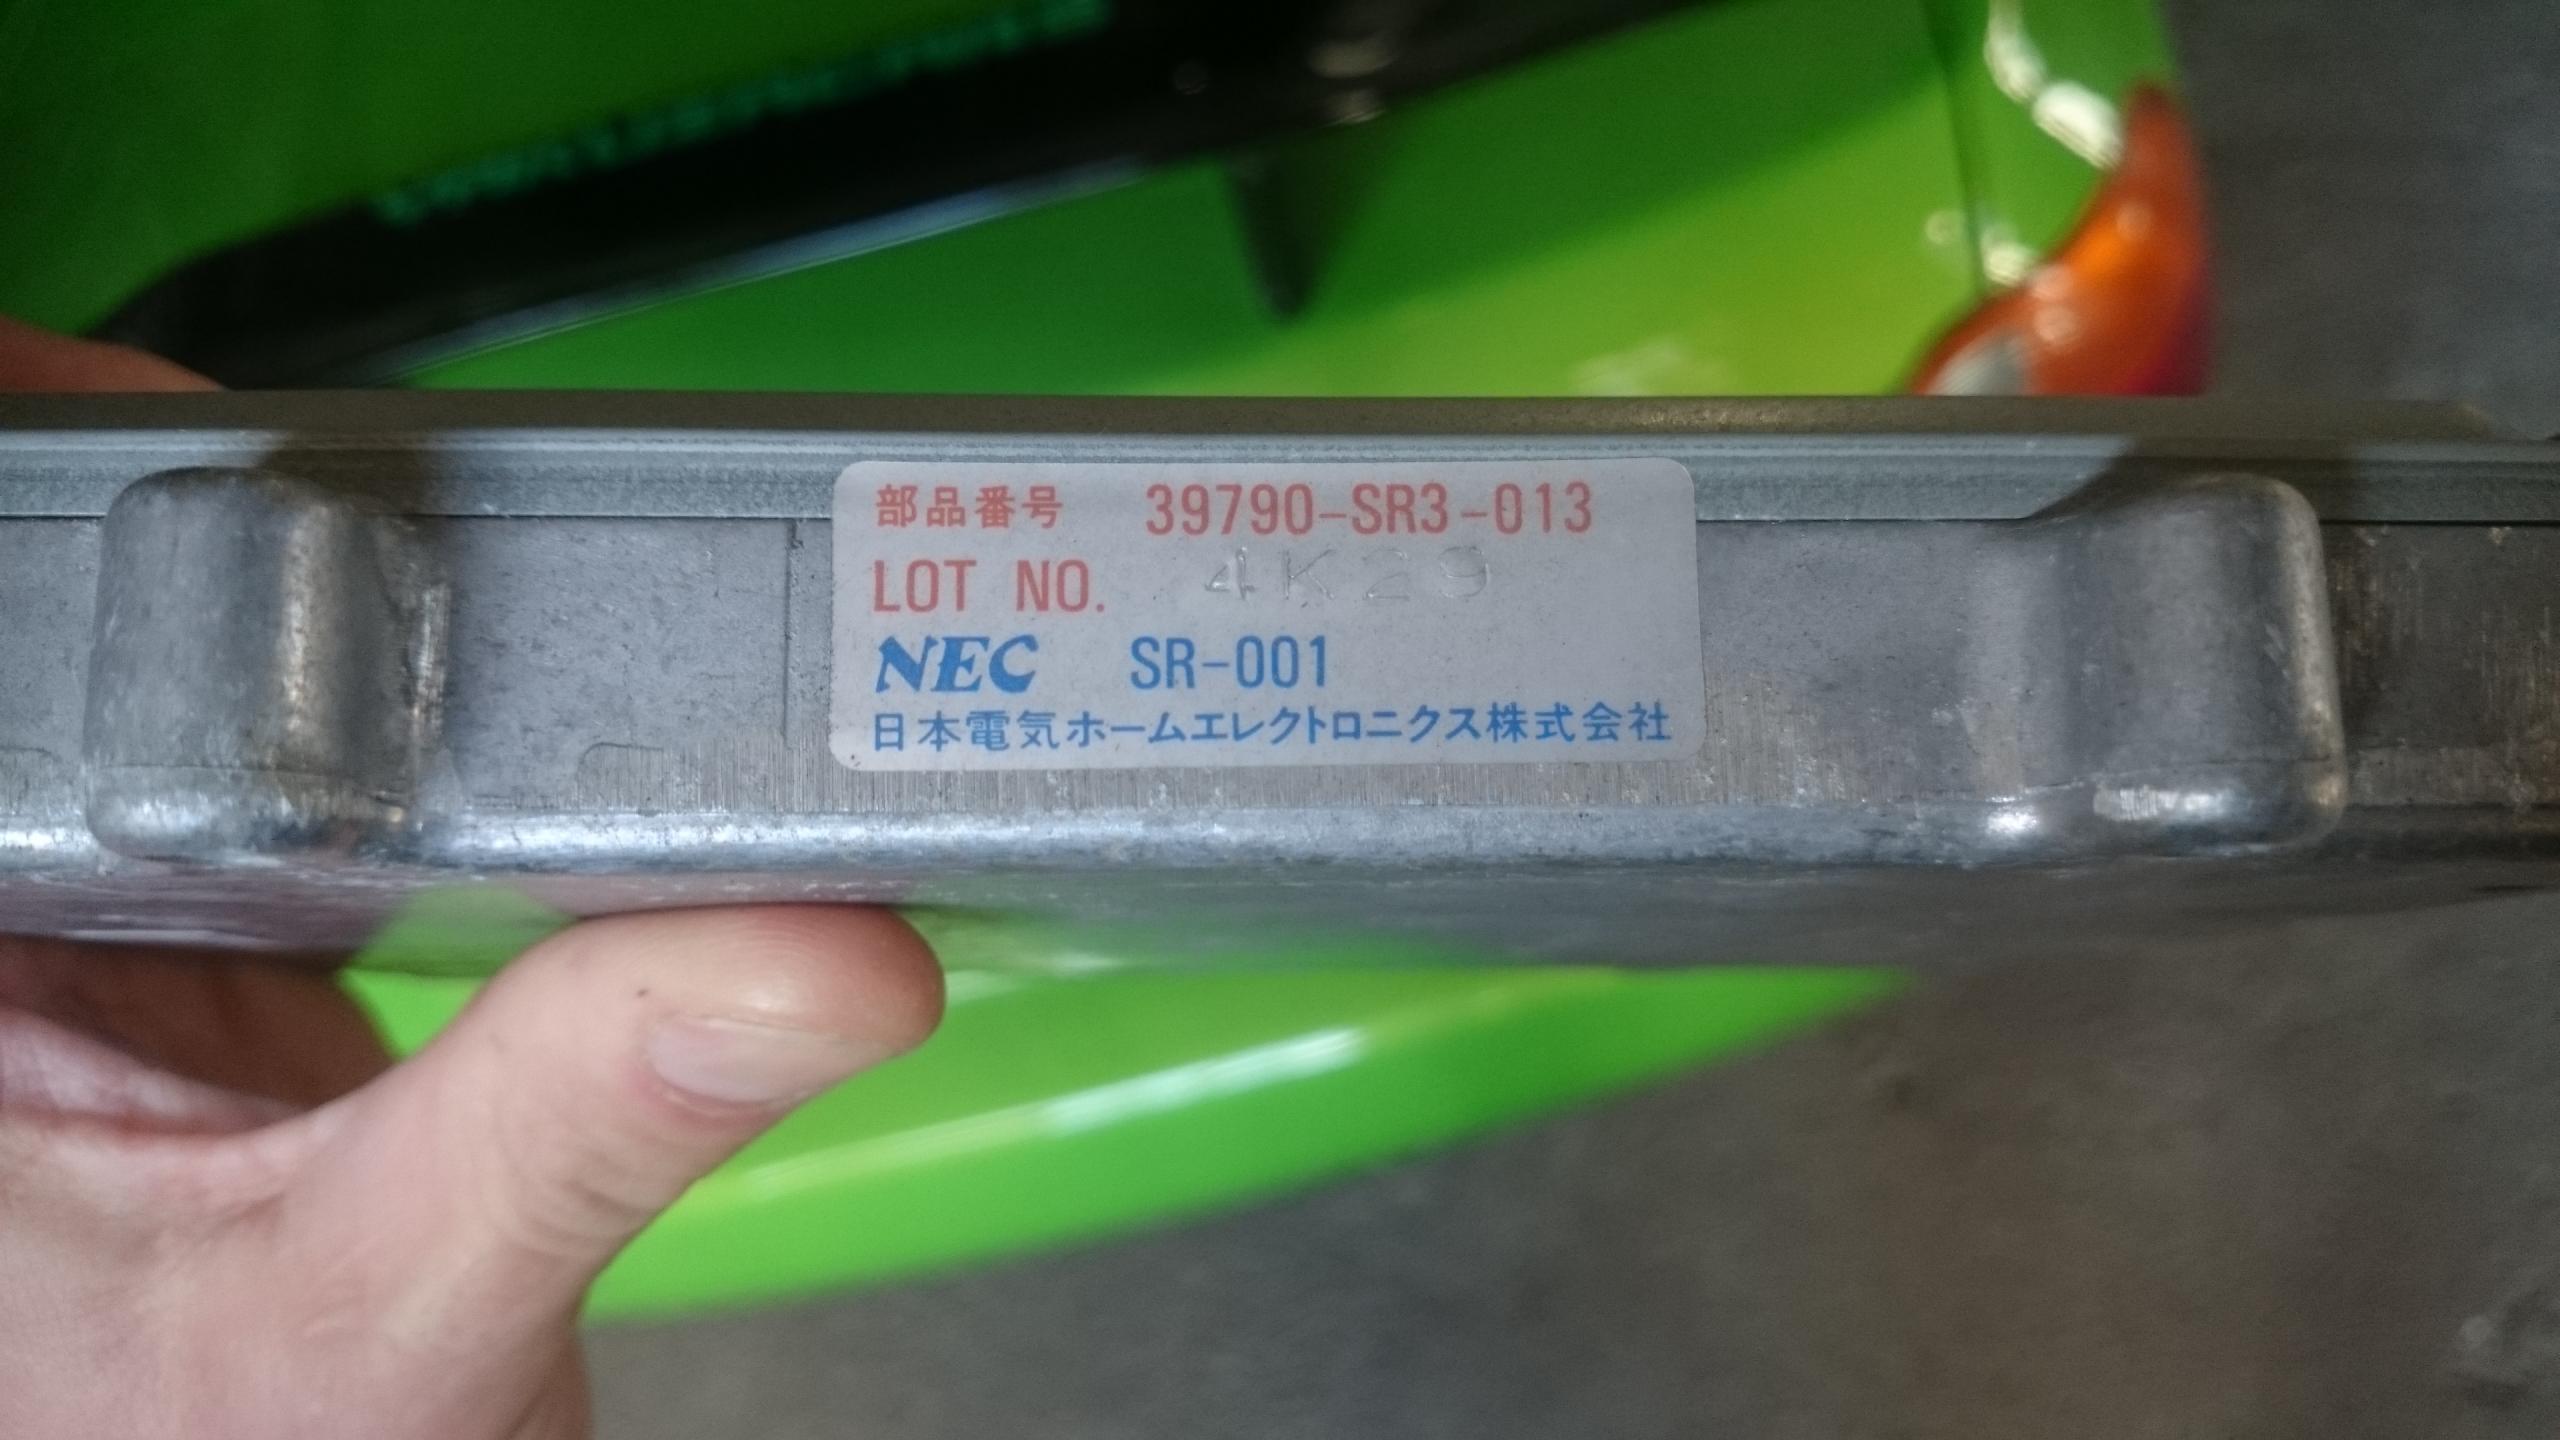 部品番号 39790-SR3-013
LOT NO. 4K29
NEC SR-001
日本電気ホームエレクトロニクス株式会社